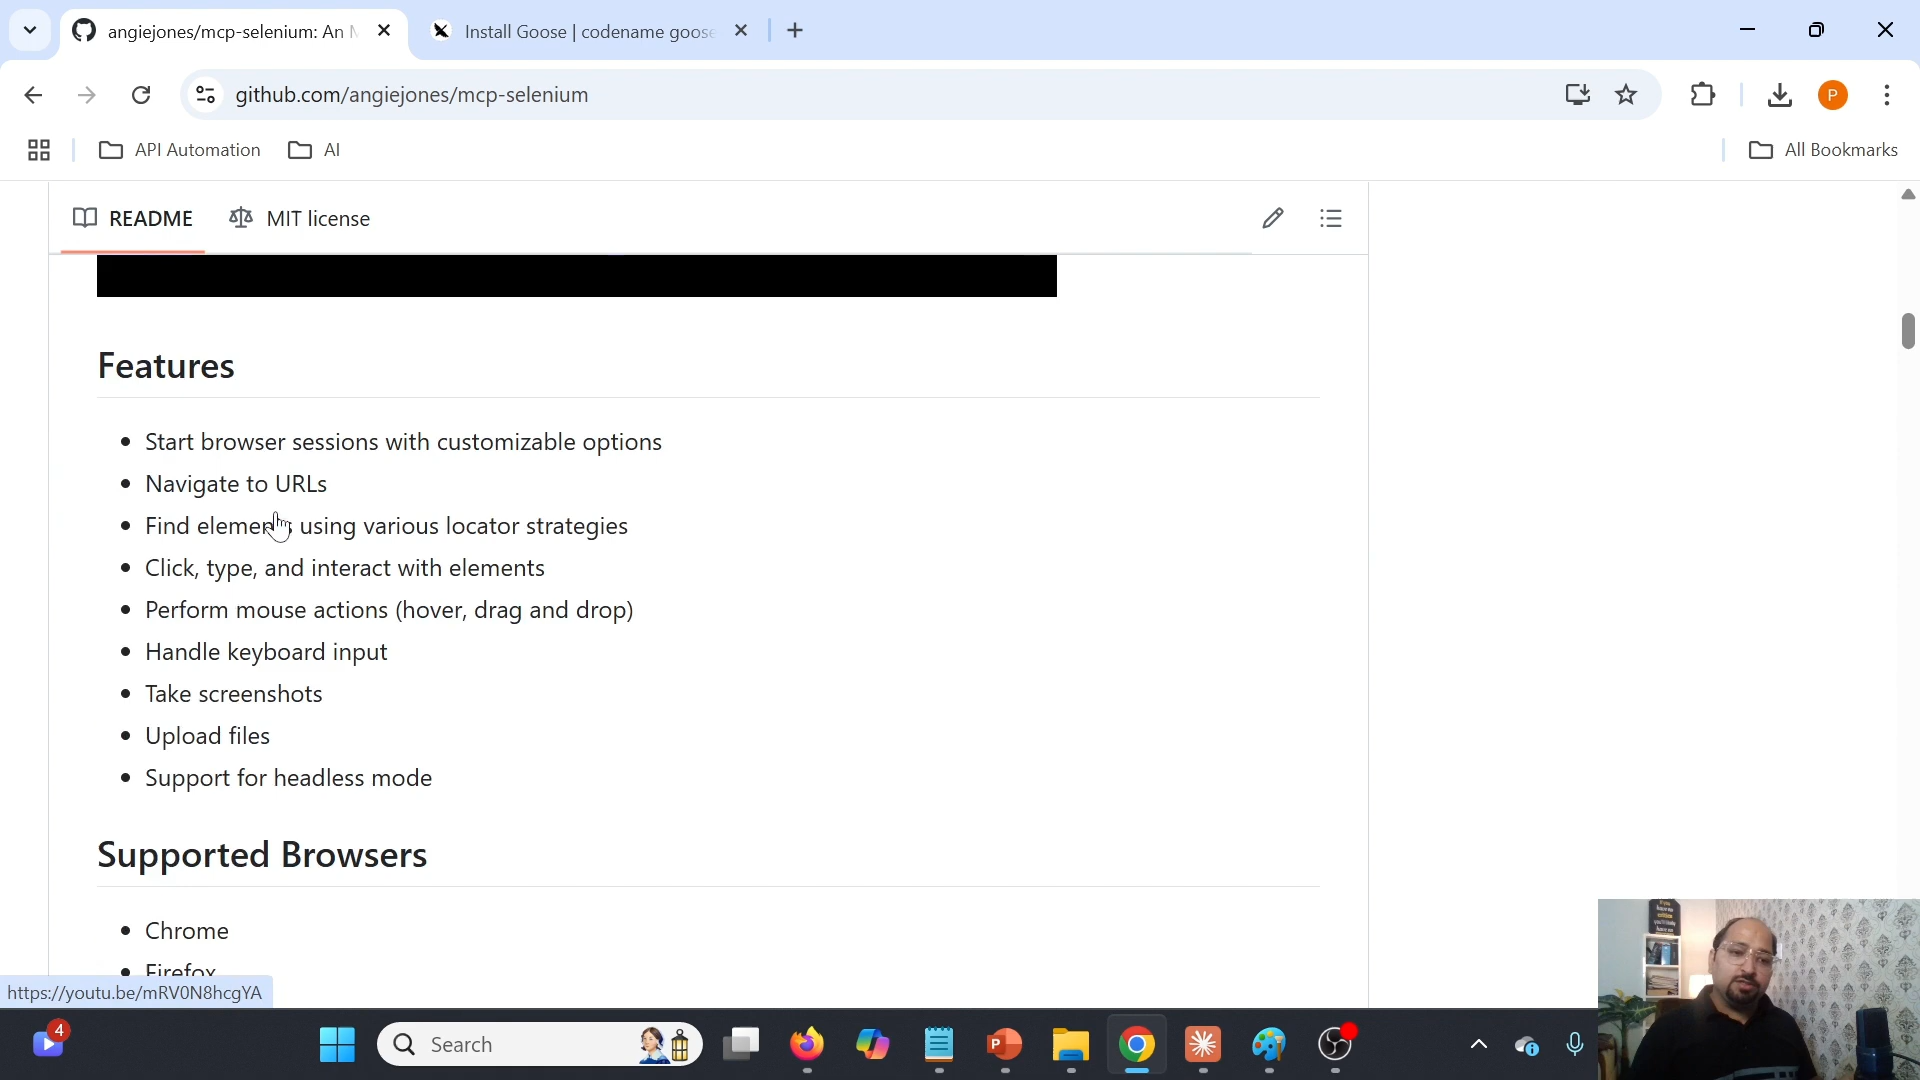 angiejones/mcp-selenium: An M
Install Goose | codename goose
github.com/angiejones/mcp-selenium
P
API Automation
AI
All Bookmarks
README
MIT license
Features
Start browser sessions with customizable options
Navigate to URLs
Find elements using various locator strategies
Click, type, and interact with elements
Perform mouse actions (hover, drag and drop)
Handle keyboard input
Take screenshots
Upload files
Support for headless mode
Supported Browsers
Chrome
Firefox
https://youtu.be/mRV0N8hcgYA
4
Search